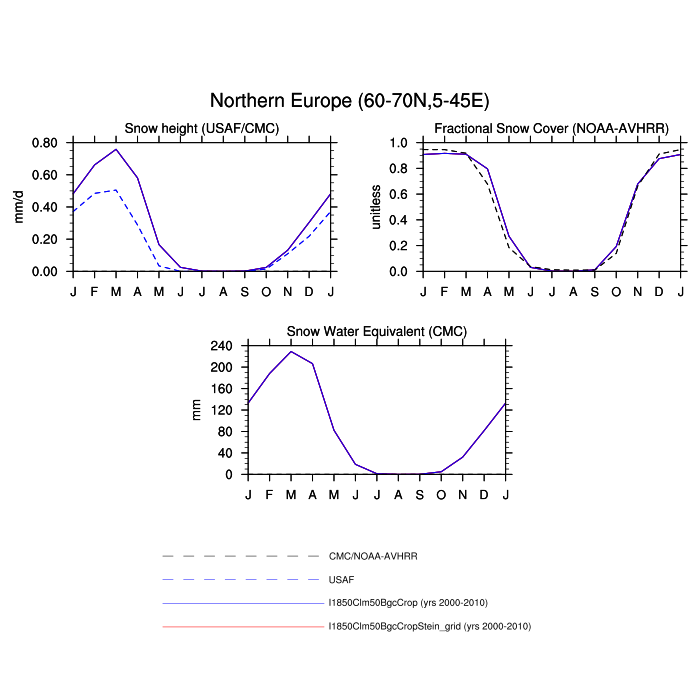 Northern Europe (60-70N,5-45E)
Snow height (USAF/CMC)
0.80
0.60
0.40
0.20
0.00
mm/d
J F M A M J J A S O N D J
Fractional Snow Cover (NOAA-AVHRR)
1.0
0.8
0.6
0.4
0.2
0.0
unitless
J F M A M J J A S O N D J
Snow Water Equivalent (CMC)
240
200
160
120
80
40
0
mm
J F M A M J J A S O N D J
CMC/NOAA-AVHRR
USAF
I1850Clm50BgcCrop (yrs 2000-2010)
I1850Clm50BgcCropStein_grid (yrs 2000-2010)